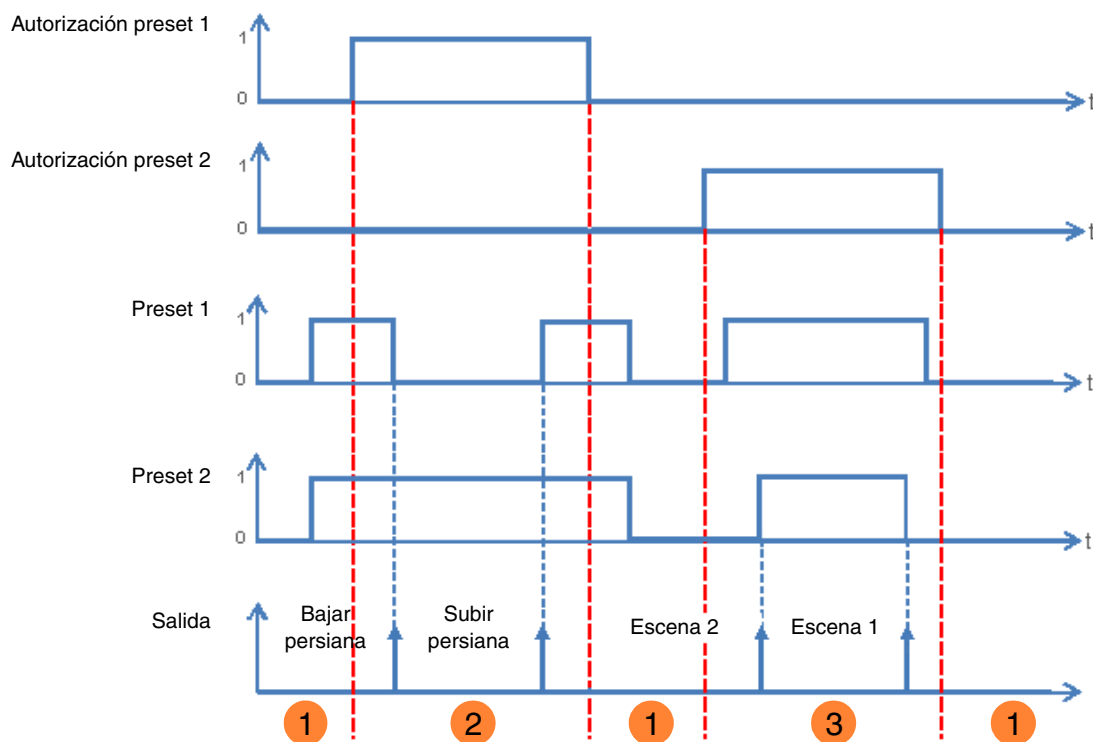 Autorización preset 1
1
0
t
Autorización preset 2
1
0
t
Preset 1
1
0
t
Preset 2
1
0
t
Salida
Bajar
persiana
Subir
persiana
Escena 2
Escena 1
1
2
1
3
1